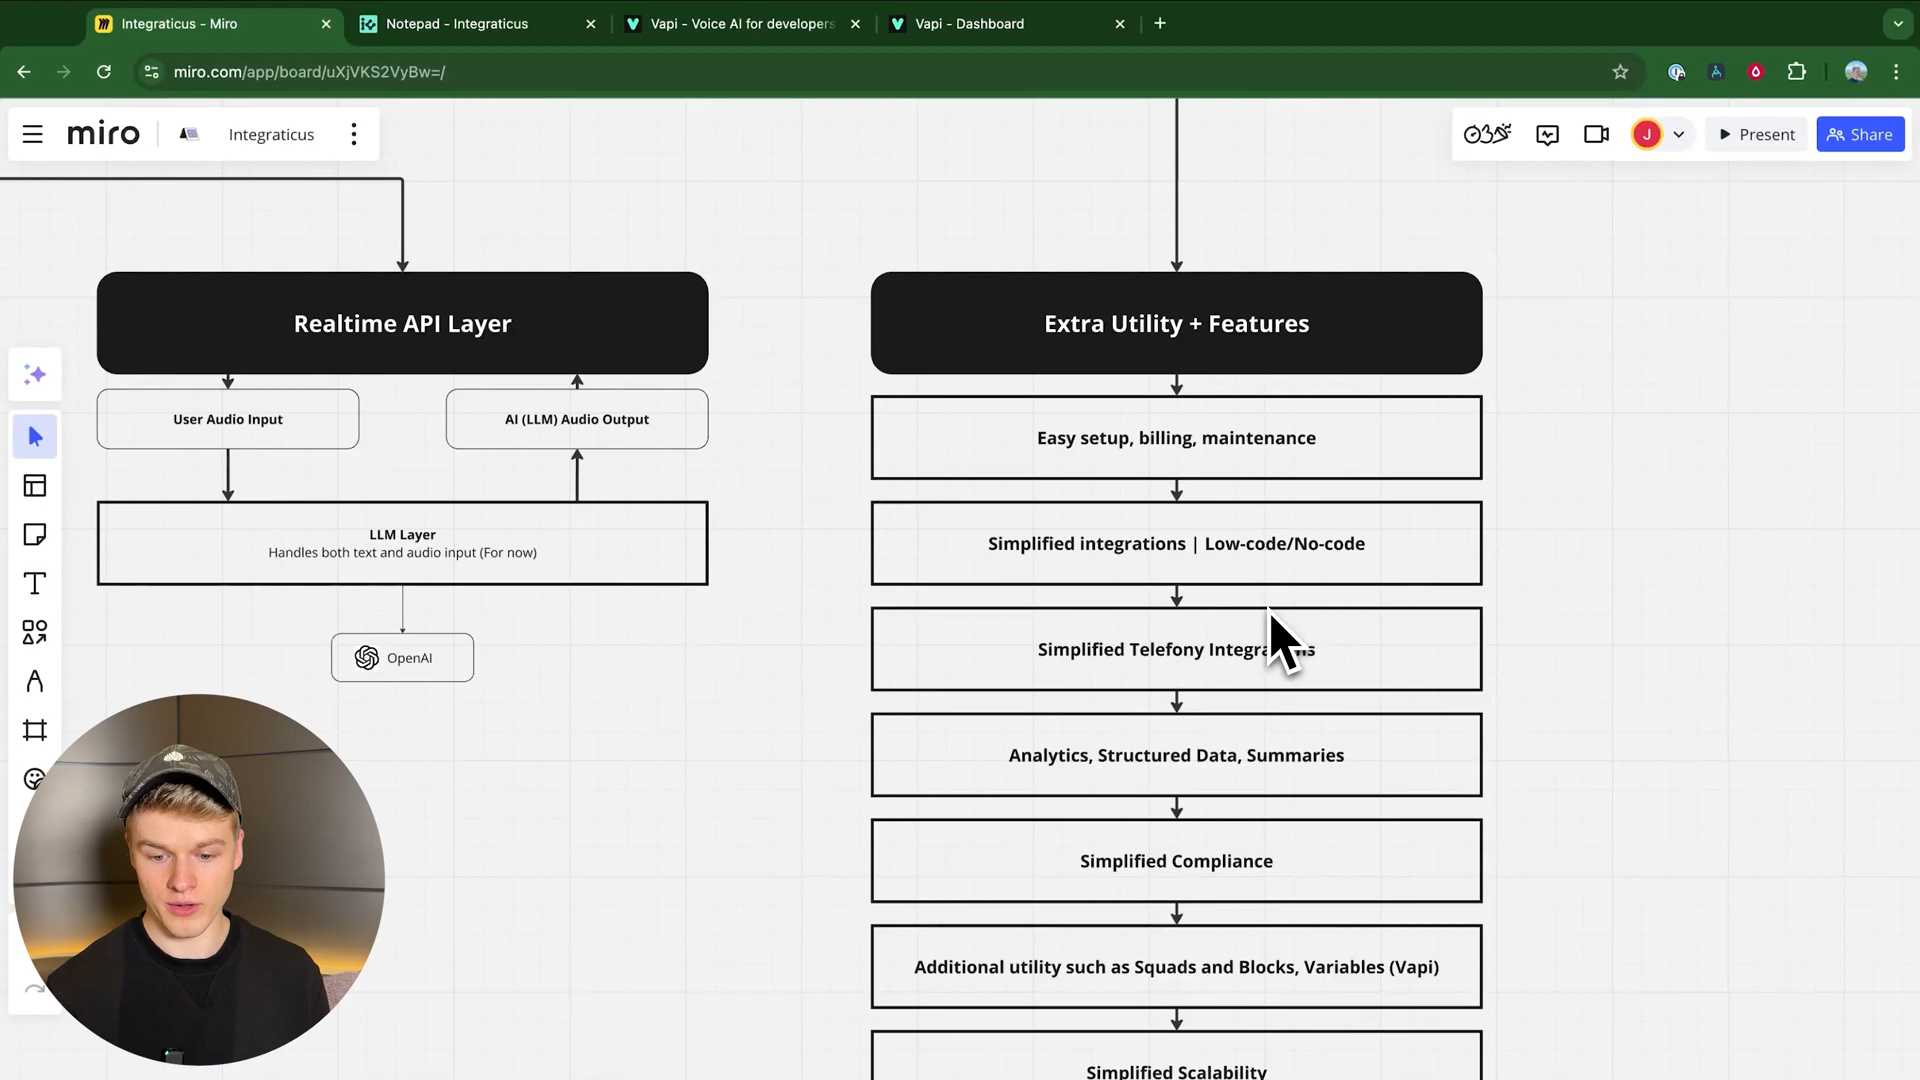 Integraticus - Miro
Notepad - Integraticus
Vapi - Voice AI for developers
Vapi - Dashboard
miro.com/app/board/uXjVKS2VyBw=/
miro
Integraticus
J
Present
Share
Realtime API Layer
User Audio Input
AI (LLM) Audio Output
LLM Layer
Handles both text and audio input (For now)
OpenAI
Extra Utility + Features
Easy setup, billing, maintenance
Simplified integrations | Low-code/No-code
Simplified Telefony Integrations
Analytics, Structured Data, Summaries
Simplified Compliance
Additional utility such as Squads and Blocks, Variables (Vapi)
Simplified Scalability